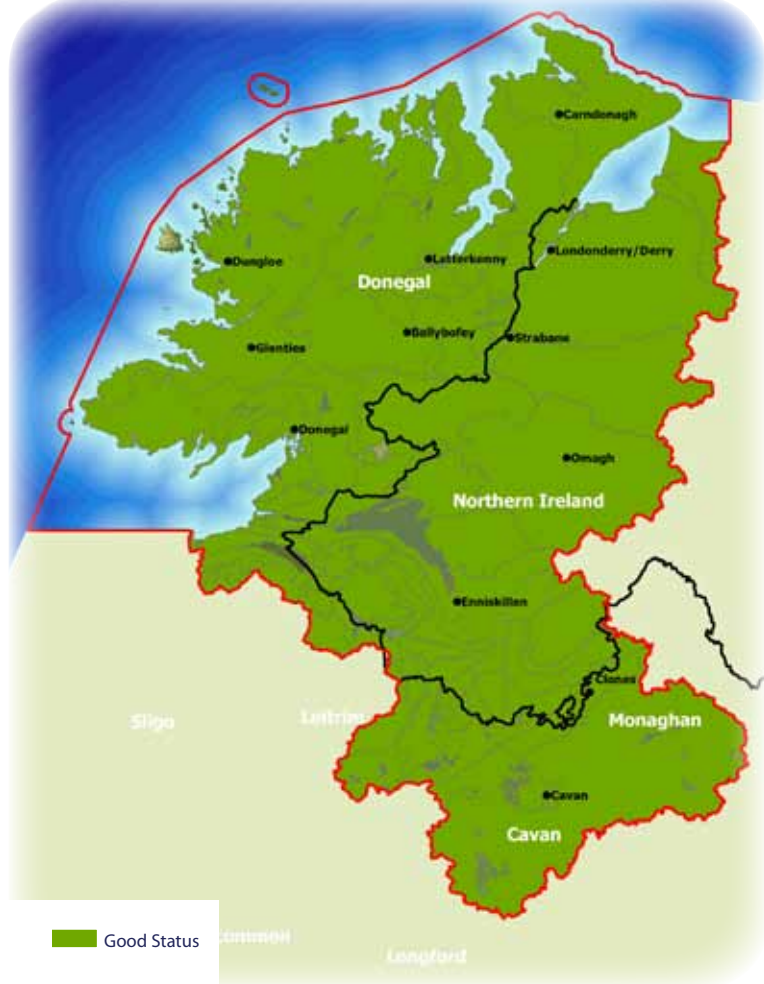 Carndonagh
Londonderry/Derry
Dungloe
Letterkenny
Donegal
Ballybofey
Strabane
Glenties
Donegal
Omagh
Northern Ireland
Enniskillen
Clones
Sligo
Leitrim
Monaghan
Cavan
Cavan
Good Status
common
Longford